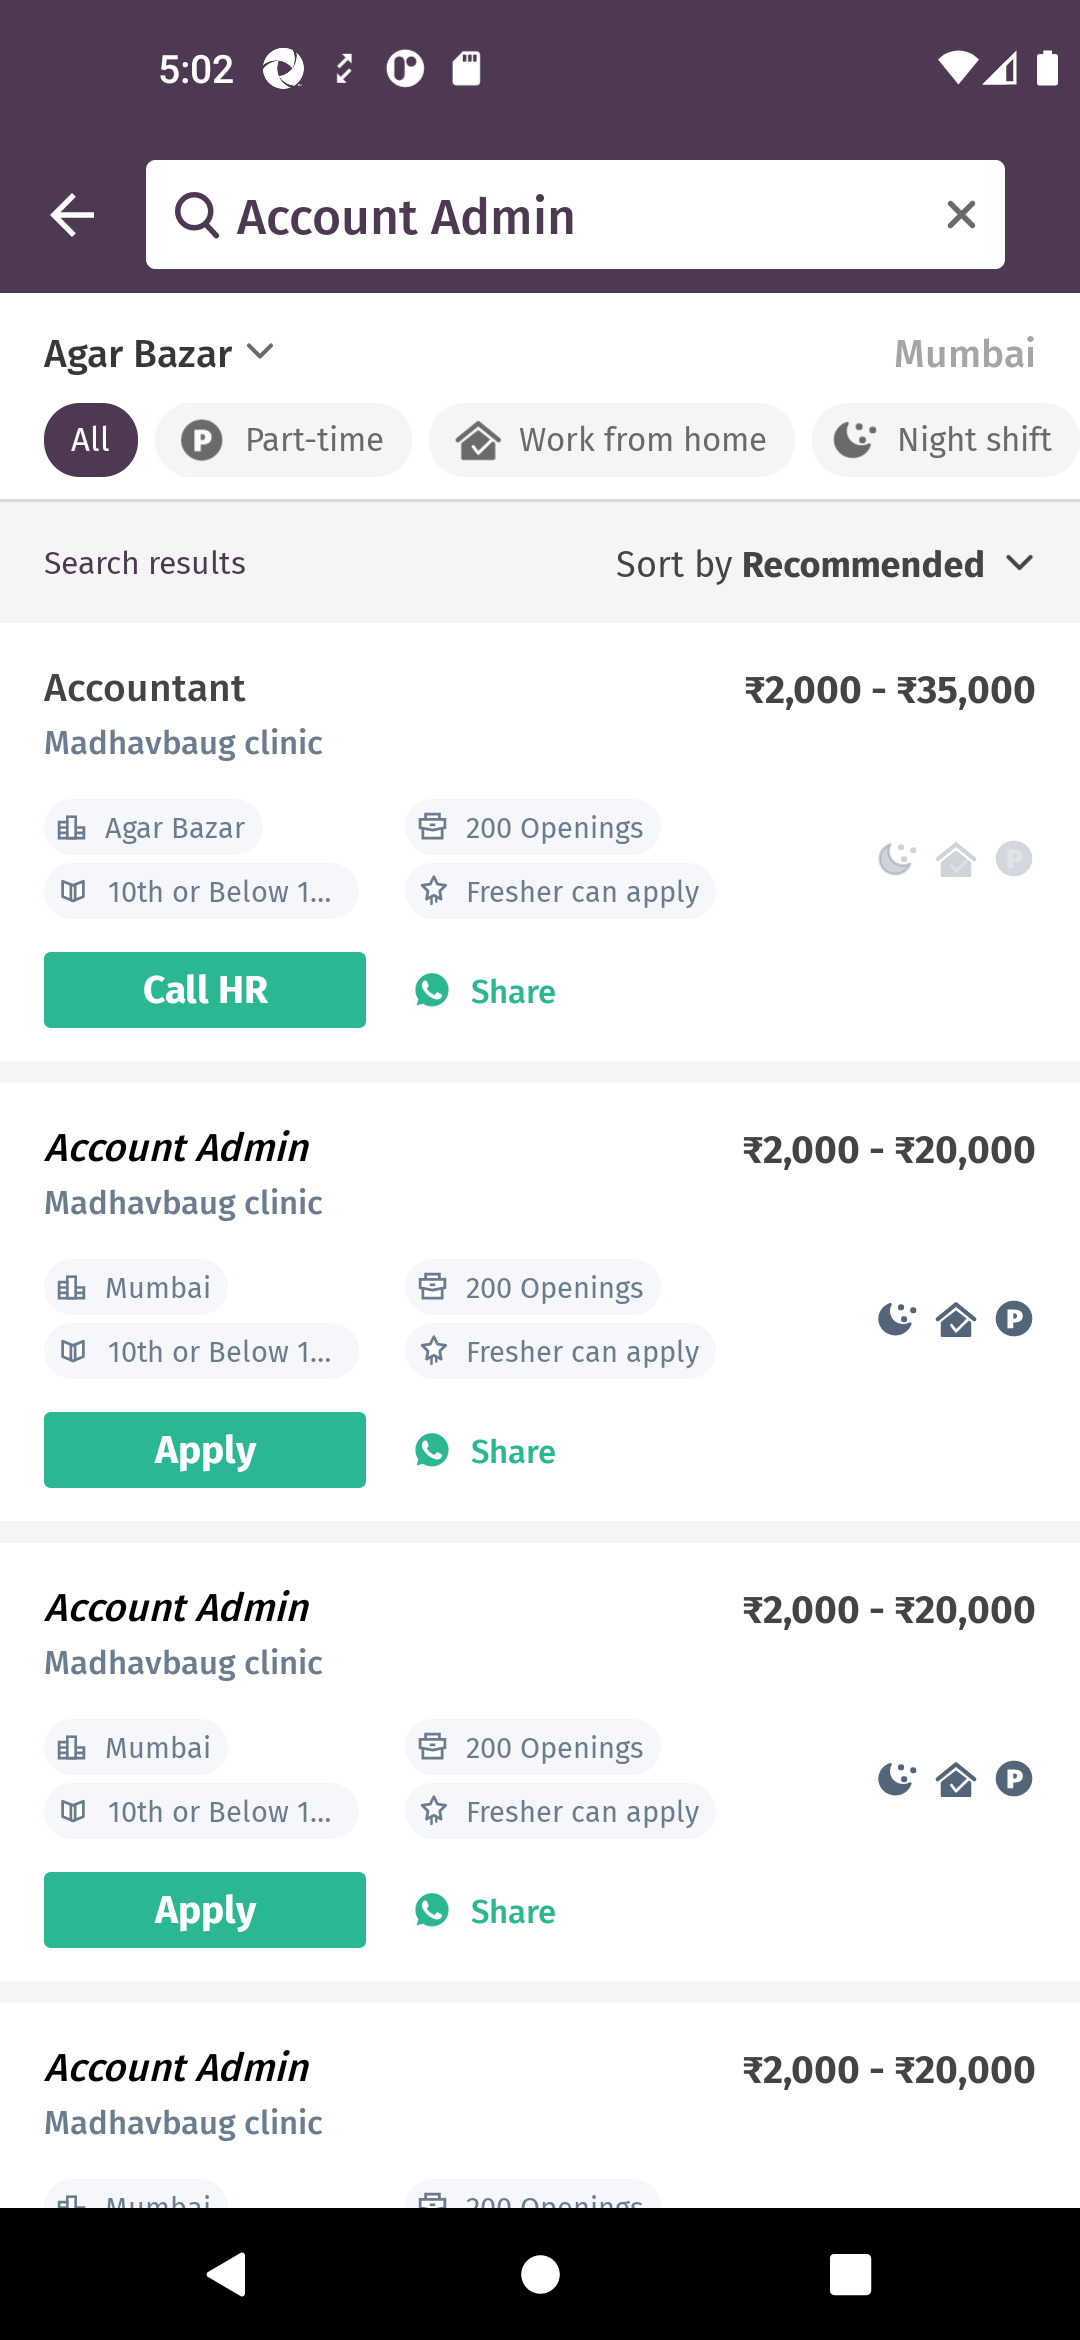 5:02
Account Admin
Agar Bazar
Mumbai
All
P Part-time
Work from home
Night shift
Search results
Sort by Recommended
Accountant
₹2,000 - ₹35,000
Madhavbaug clinic
Agar Bazar
200 Openings
10th or Below 1...
Fresher can apply
P
Call HR
Share
Account Admin
₹2,000 - ₹20,000
Madhavbaug clinic
Mumbai
200 Openings
10th or Below 1...
Fresher can apply
P
Apply
Share
Account Admin
₹2,000 - ₹20,000
Madhavbaug clinic
Mumbai
200 Openings
10th or Below 1...
Fresher can apply
P
Apply
Share
Account Admin
₹2,000 - ₹20,000
Madhavbaug clinic
Mumbai
200 Openings